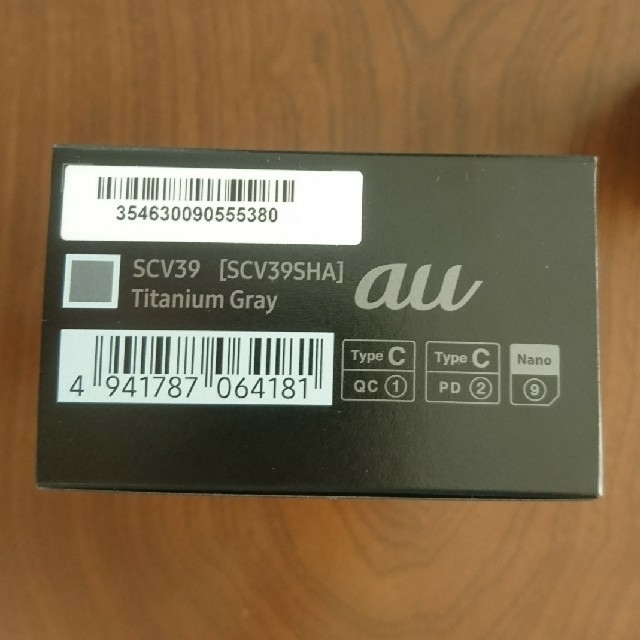 354630090555380
SCV39 [SCV39SHA]
Titanium Gray
au
4 941787 064181
Type C
QC 1
Type C
PD 2
Nano
9